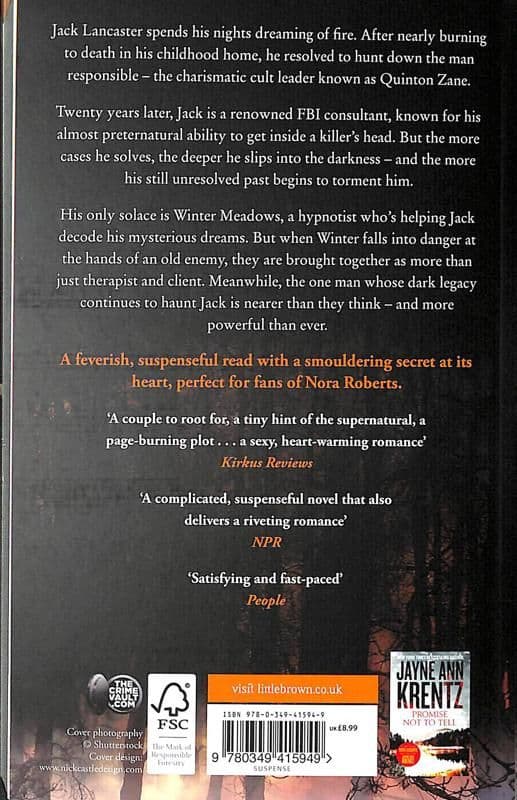 Jack Lancaster spends his nights dreaming of fire. After nearly burning
to death in his childhood home, he resolved to hunt down the man
responsible – the charismatic cult leader known as Quinton Zane.
Twenty years later, Jack is a renowned FBI consultant, known for his
almost preternatural ability to get inside a killer's head. But the more
cases he solves, the deeper he slips into the darkness – and the more
his still unresolved past begins to torment him.
His only solace is Winter Meadows, a hypnotist who's helping Jack
decode his mysterious dreams. But when Winter falls into danger at
the hands of an old enemy, they are brought together as more than
just therapist and client. Meanwhile, the one man whose dark legacy
continues to haunt Jack is nearer than they think – and more
powerful than ever.
A feverish, suspenseful read with a smouldering secret at its
heart, perfect for fans of Nora Roberts.
‘A couple to root for, a tiny hint of the supernatural, a
page-burning plot . . . a sexy, heart-warming romance’
Kirkus Reviews
‘A complicated, suspenseful novel that also
delivers a riveting romance’
NPR
‘Satisfying and fast-paced’
People
THE
CRIME
VAULT
.COM
Cover photography
© Shutterstock
Cover design:
www.nickcastledesign.com
FSC
The Mark of
Responsible
Forestry
visit littlebrown.co.uk
ISBN 978-0-349-41594-9
UK £8.99
9 780349 415949 >
SUSPENSE
JAYNE ANN
KRENTZ
PROMISE
NOT TO TELL